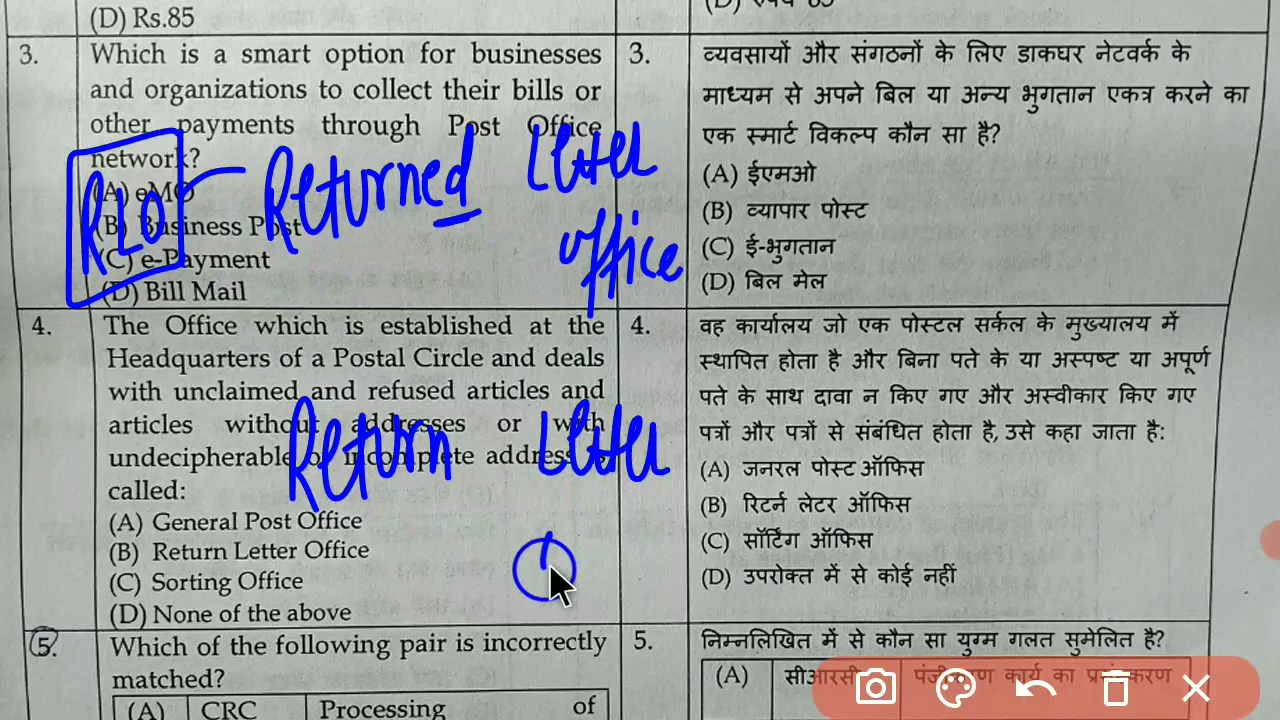 (D) Rs.85
3. Which is a smart option for businesses
and organizations to collect their bills or
other payments through Post Office
network?
(A) eMO
(B) Business Post
(C) e-Payment
(D) Bill Mail
RLO
Returned Letter
office
4. The Office which is established at the
Headquarters of a Postal Circle and deals
with unclaimed and refused articles and
articles without addresses or with
undecipherable or incomplete address
called:
(A) General Post Office
(B) Return Letter Office
(C) Sorting Office
(D) None of the above
Return Letter
5. Which of the following pair is incorrectly
matched?
(A) CRC Processing of
3. व्यवसायों और संगठनों के लिए डाकघर नेटवर्क के
माध्यम से अपने बिल या अन्य भुगतान एकत्र करने का
एक स्मार्ट विकल्प कौन सा है?
(A) ईएमओ
(B) व्यापार पोस्ट
(C) ई-भुगतान
(D) बिल मेल
4. वह कार्यालय जो एक पोस्टल सर्कल के मुख्यालय में
स्थापित होता है और बिना पते के या अस्पष्ट या अपूर्ण
पते के साथ दावा न किए गए और अस्वीकार किए गए
पत्रों और पत्रों से संबंधित होता है, उसे कहा जाता है:
(A) जनरल पोस्ट ऑफिस
(B) रिटर्न लेटर ऑफिस
(C) सॉर्टिंग ऑफिस
(D) उपरोक्त में से कोई नहीं
5. निम्नलिखित में से कौन सा युग्म गलत सुमेलित है?
(A) सीआरसी पंजीकरण कार्य का